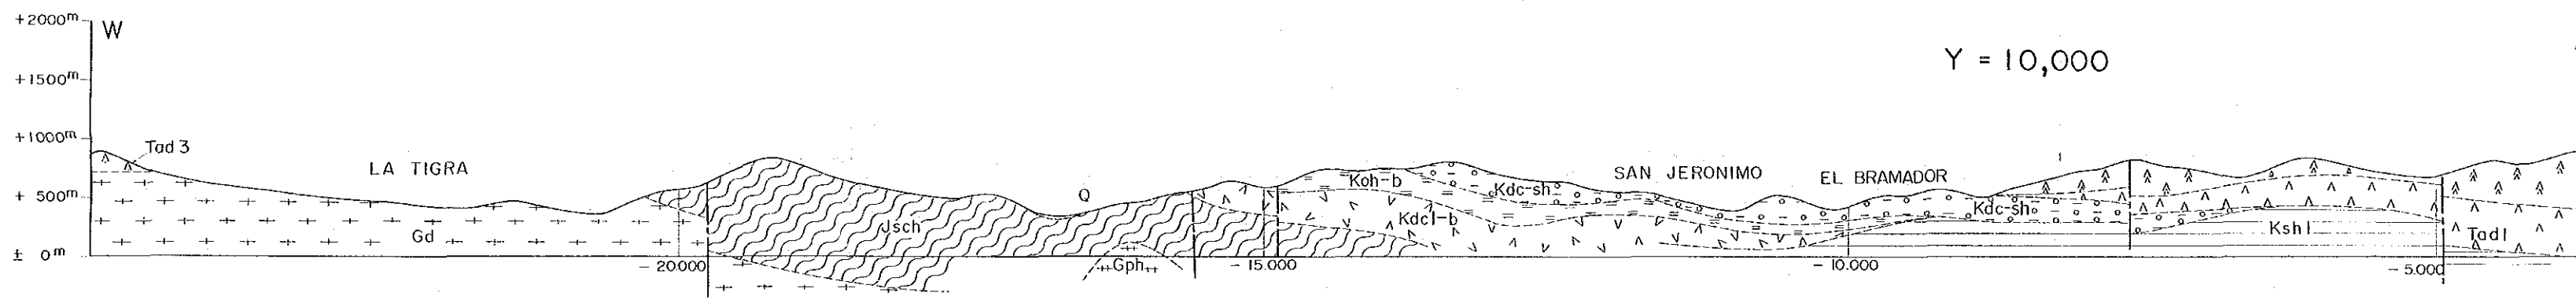 +2000m
W
+1500m
Y = 10,000
+1000m
Tad 3
LA TIGRA
SAN JERONIMO
EL BRAMADOR
+ 500m
Q
Koh-b
Kdc-sh
Kdcl-b
Kdc-sh
Gd
Jsch
Kshl
Tadl
± 0m
- 20.000
Gph
- 15.000
- 10.000
- 5.000